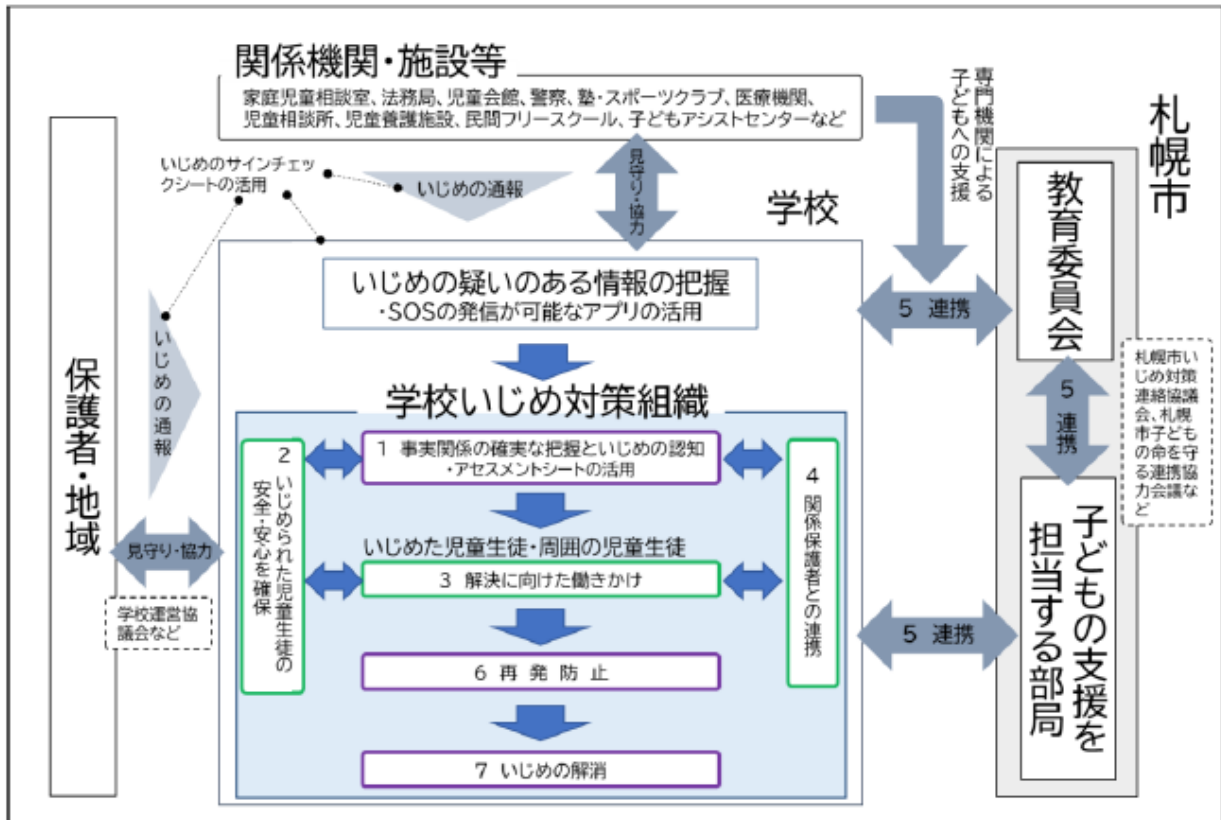 関係機関・施設等
家庭児童相談室、法務局、児童会館、警察、塾・スポーツクラブ、医療機関、
児童相談所、児童養護施設、民間フリースクール、子どもアシストセンターなど
専門機関による
子どもへの支援
札幌市
いじめのサインチェッ
クシートの活用
いじめの通報
見守り・協力
学校
教育委員会
いじめの疑いのある情報の把握
・SOSの発信が可能なアプリの活用
5 連携
いじめの通報
保護者・地域
札幌市い
じめ対策
連絡協議
会、札幌
市子ども
の命を守
る連携協
力会議な
ど
5
連携
学校いじめ対策組織
1 事実関係の確実な把握といじめの認知
・アセスメントシートの活用
2
いじめられた児童生徒の
安全・安心を確保
4
関係保護者との連携
いじめた児童生徒・周囲の児童生徒
3 解決に向けた働きかけ
見守り・協力
学校運営協
議会など
子どもの支援を
担当する部局
5 連携
6 再発防止
7 いじめの解消